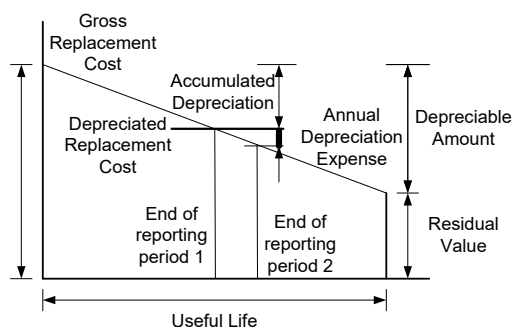 Gross
Replacement
Cost
Accumulated
Depreciation
Annual
Depreciation
Expense
Depreciable
Amount
Depreciated
Replacement
Cost
End of
reporting
period 1
End of
reporting
period 2
Residual
Value
Useful Life